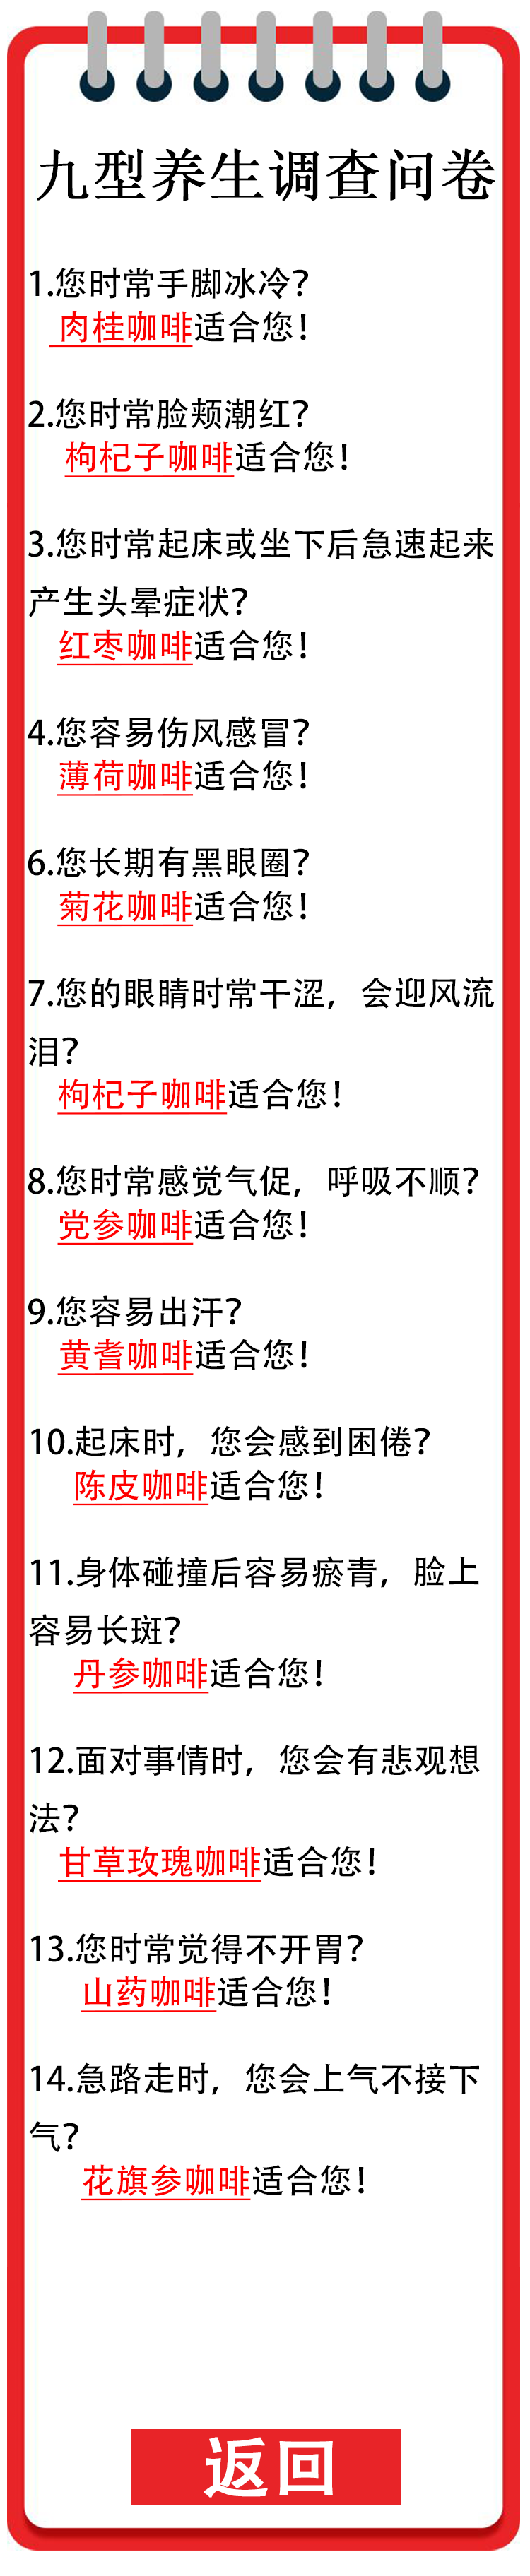 九型养生调查问卷
1.您时常手脚冰冷？
肉桂咖啡适合您！
2.您时常脸颊潮红？
枸杞子咖啡适合您！
3.您时常起床或坐下后急速起来
产生头晕症状？
红枣咖啡适合您！
4.您容易伤风感冒？
薄荷咖啡适合您！
6.您长期有黑眼圈？
菊花咖啡适合您！
7.您的眼睛时常干涩，会迎风流
泪？
枸杞子咖啡适合您！
8.您时常感觉气促，呼吸不顺？
党参咖啡适合您！
9.您容易出汗？
黄耆咖啡适合您！
10.起床时，您会感到困倦？
陈皮咖啡适合您！
11.身体碰撞后容易瘀青，脸上
容易长斑？
丹参咖啡适合您！
12.面对事情时，您会有悲观想
法？
甘草玫瑰咖啡适合您！
13.您时常觉得不开胃？
山药咖啡适合您！
14.急路走时，您会上气不接下
气？
花旗参咖啡适合您！
返回